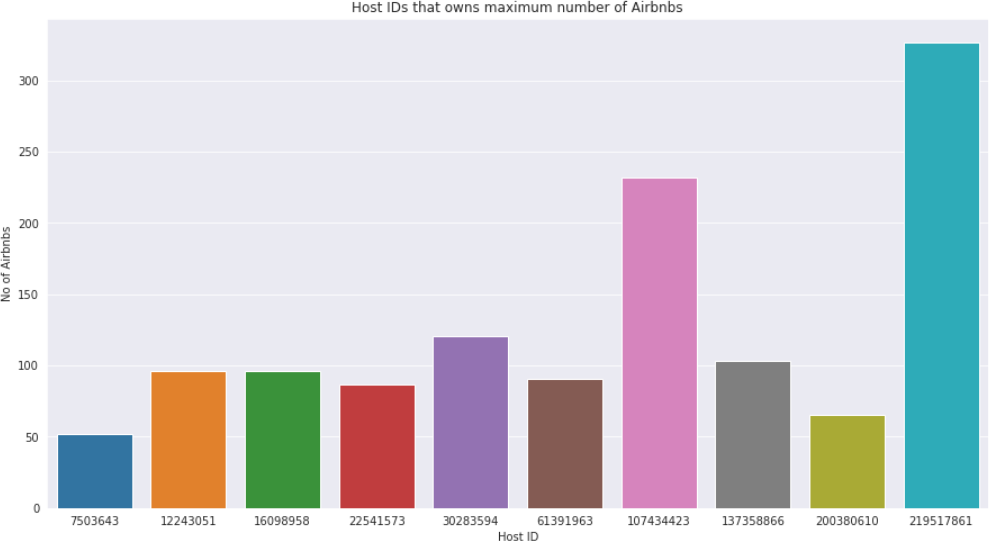 Host IDs that owns maximum number of Airbnbs
No of Airbnbs
300
250
200
150
100
50
0
7503643 12243051 16098958 22541573 30283594 61391963 107434423 137358866 200380610 219517861
Host ID